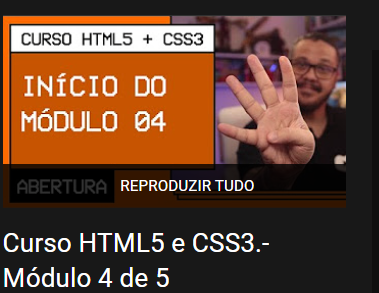 CURSO HTML5 + CSS3
INÍCIO DO
MÓDULO 04
ABERTURA
REPRODUZIR TUDO
Curso HTML5 e CSS3.-
Módulo 4 de 5